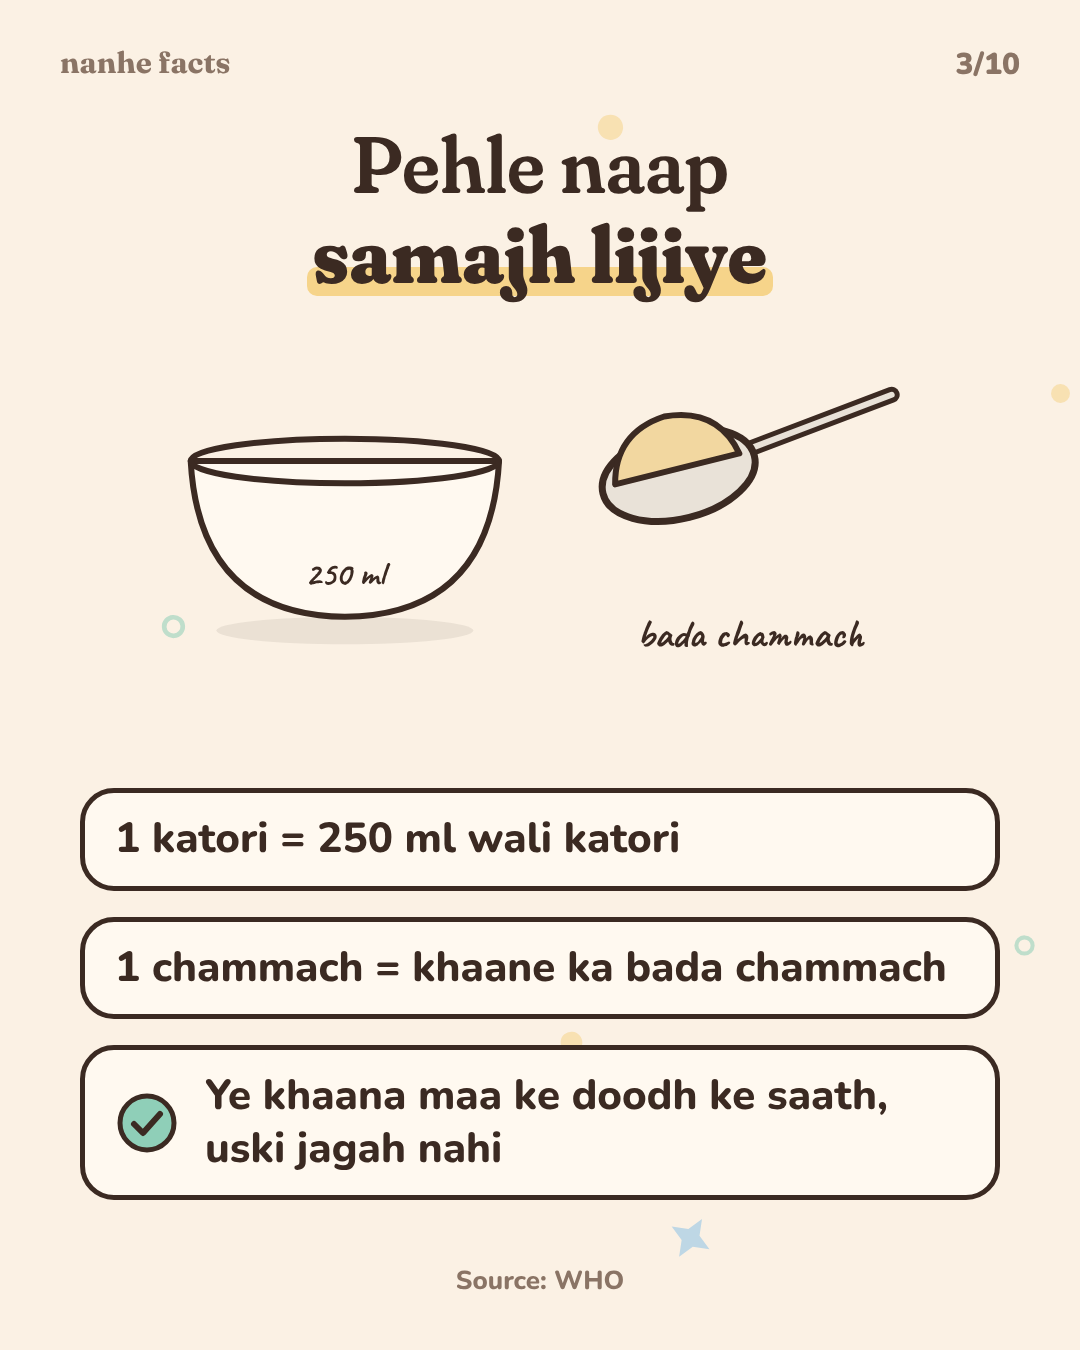 nanhe facts
3/10
Pehle naap
samajh lijiye
250 ml
bada chammach
1 katori = 250 ml wali katori
1 chammach = khaane ka bada chammach
Ye khaana maa ke doodh ke saath,
uski jagah nahi
Source: WHO